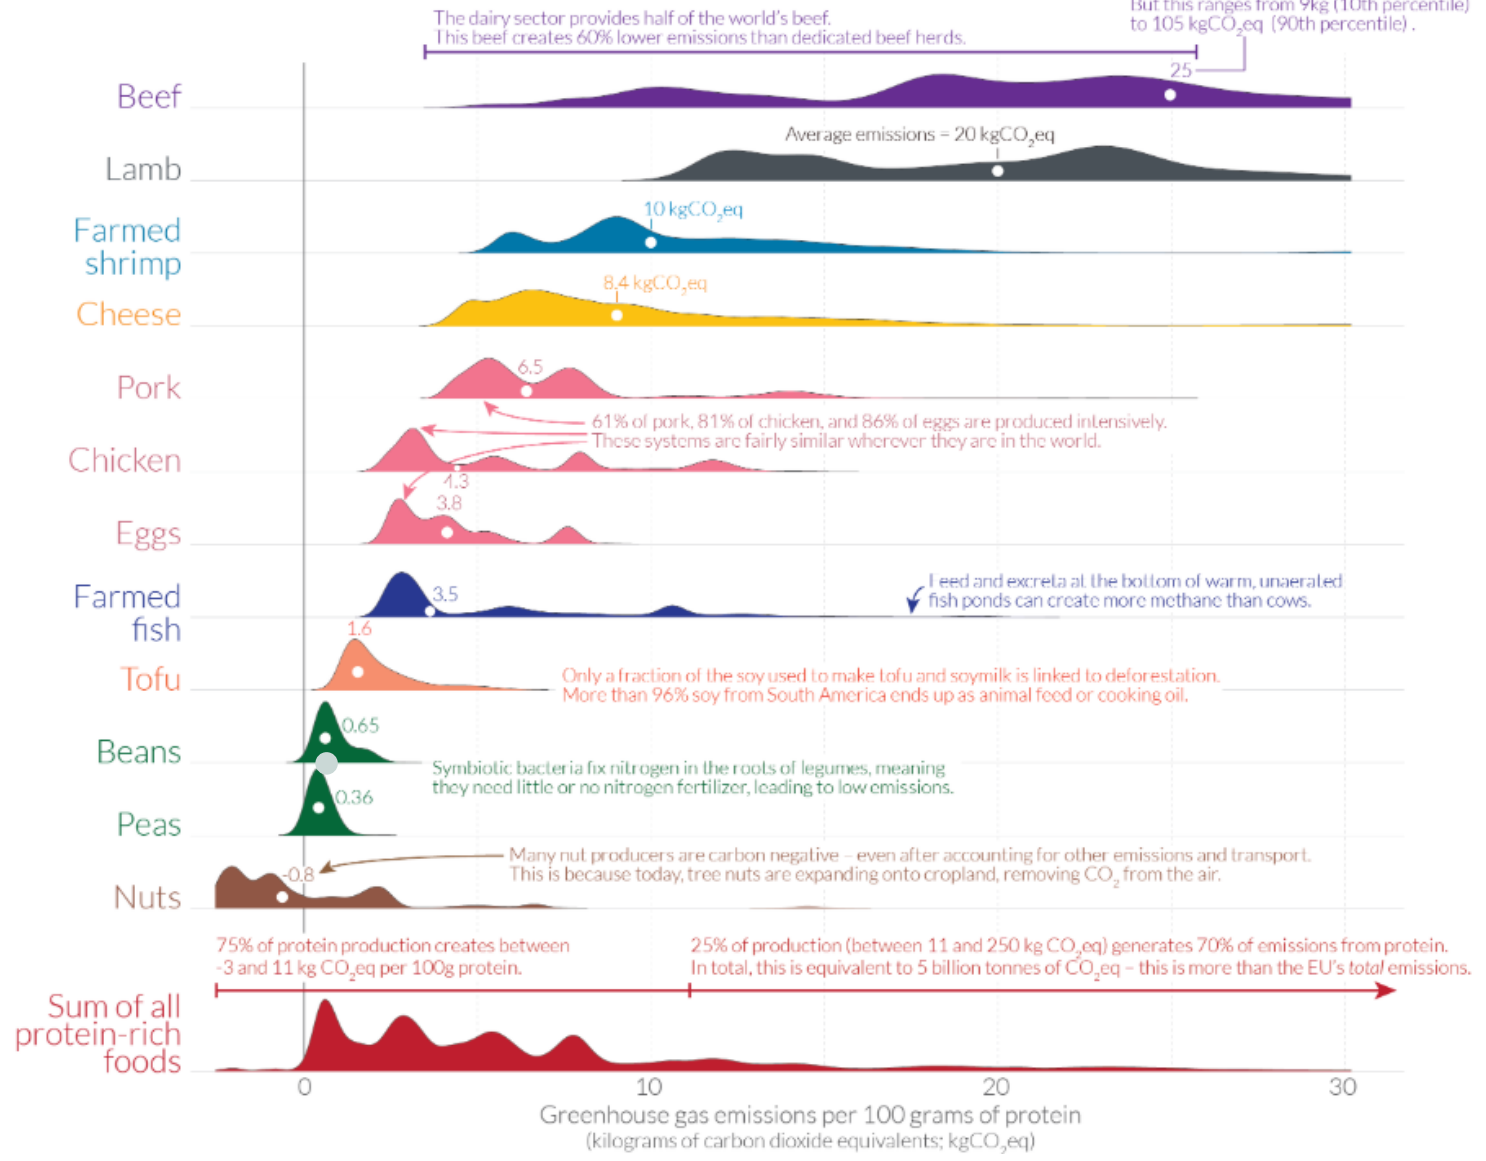 The dairy sector provides half of the world's beef.
This beef creates 60% lower emissions than dedicated beef herds.
But this ranges from 9kg (10th percentile)
to 105 kgCO₂eq (90th percentile).
Beef
25
Average emissions = 20 kgCO₂eq
Lamb
10 kgCO₂eq
Farmed
shrimp
8.4 kgCO₂eq
Cheese
6.5
Pork
61% of pork, 81% of chicken, and 86% of eggs are produced intensively.
These systems are fairly similar wherever they are in the world.
Chicken
4.3
3.8
Eggs
Feed and excreta at the bottom of warm, unaerated
fish ponds can create more methane than cows.
Farmed
fish
3.5
1.6
Tofu
Only a fraction of the soy used to make tofu and soymilk is linked to deforestation.
More than 96% soy from South America ends up as animal feed or cooking oil.
0.65
Beans
Symbiotic bacteria fix nitrogen in the roots of legumes, meaning
they need little or no nitrogen fertilizer, leading to low emissions.
0.36
Peas
Many nut producers are carbon negative – even after accounting for other emissions and transport.
This is because today, tree nuts are expanding onto cropland, removing CO₂ from the air.
-0.8
Nuts
75% of protein production creates between
-3 and 11 kg CO₂eq per 100g protein.
25% of production (between 11 and 250 kg CO₂eq) generates 70% of emissions from protein.
In total, this is equivalent to 5 billion tonnes of CO₂eq – this is more than the EU's total emissions.
Sum of all
protein-rich
foods
0 10 20 30
Greenhouse gas emissions per 100 grams of protein
(kilograms of carbon dioxide equivalents; kgCO₂eq)